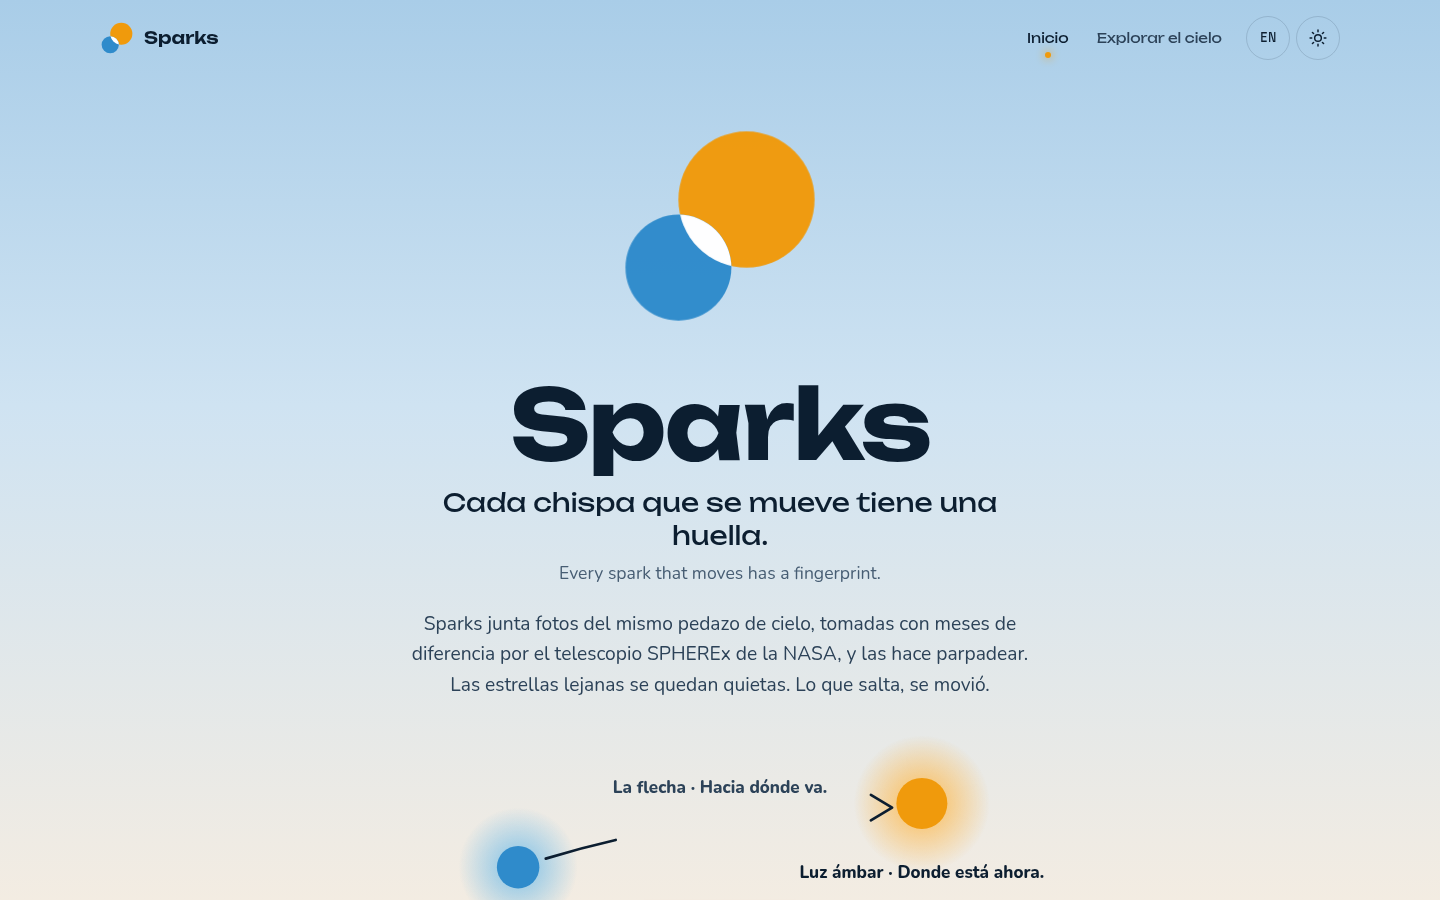 Sparks
Inicio
Explorar el cielo
EN
Sparks
Cada chispa que se mueve tiene una
huella.
Every spark that moves has a fingerprint.
Sparks junta fotos del mismo pedazo de cielo, tomadas con meses de
diferencia por el telescopio SPHEREx de la NASA, y las hace parpadear.
Las estrellas lejanas se quedan quietas. Lo que salta, se movió.
La flecha · Hacia dónde va.
Luz ámbar · Donde está ahora.